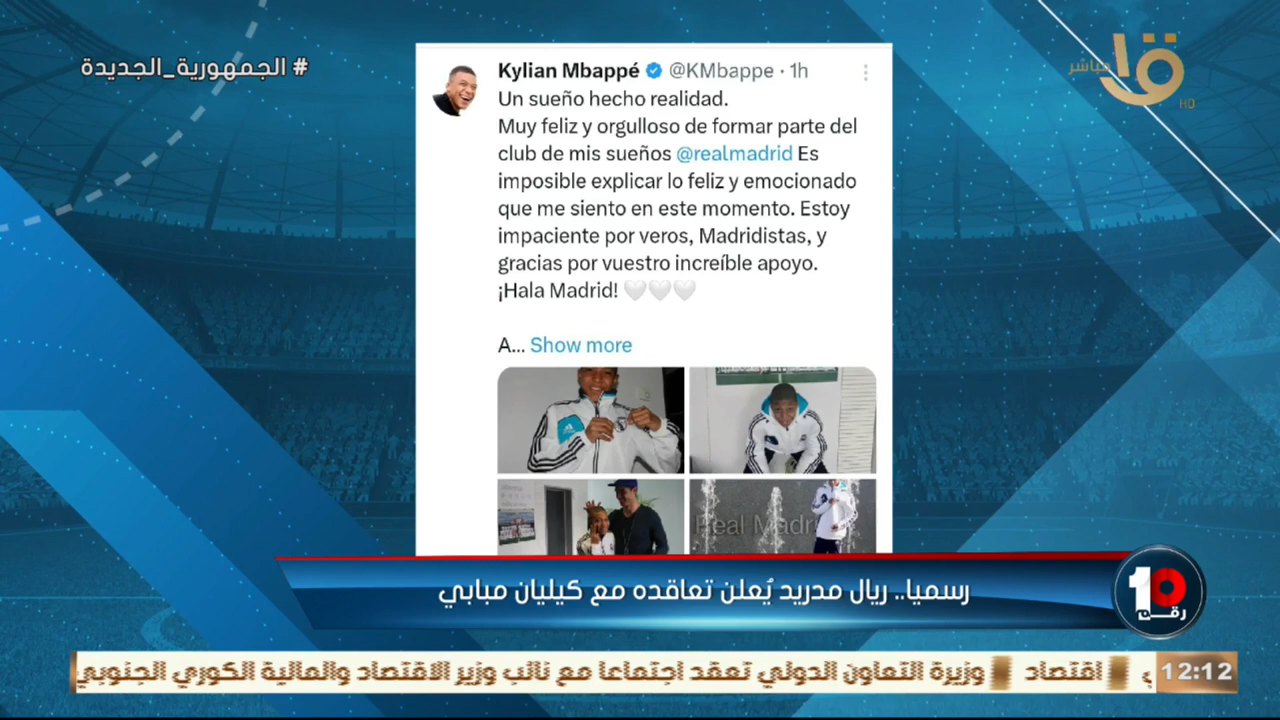 # الجمهورية_الجديدة
مباشر
HD
Kylian Mbappé @KMbappe · 1h
Un sueño hecho realidad.
Muy feliz y orgulloso de formar parte del
club de mis sueños @realmadrid Es
imposible explicar lo feliz y emocionado
que me siento en este momento. Estoy
impaciente por veros, Madridistas, y
gracias por vuestro increíble apoyo.
¡Hala Madrid! 🤍🤍🤍
A... Show more
adidas
Real Madri
رسميا.. ريال مدريد يُعلن تعاقده مع كيليان مبابي
10
رقم
اقتصاد
وزيرة التعاون الدولي تعقد اجتماعا مع نائب وزير الاقتصاد والمالية الكوري الجنوبي
12:12